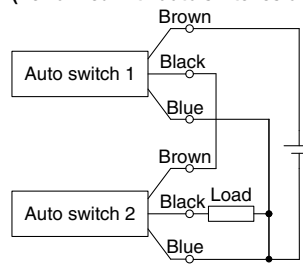 Brown
Black
Auto switch 1
Blue
Brown
Black Load
Auto switch 2
Blue